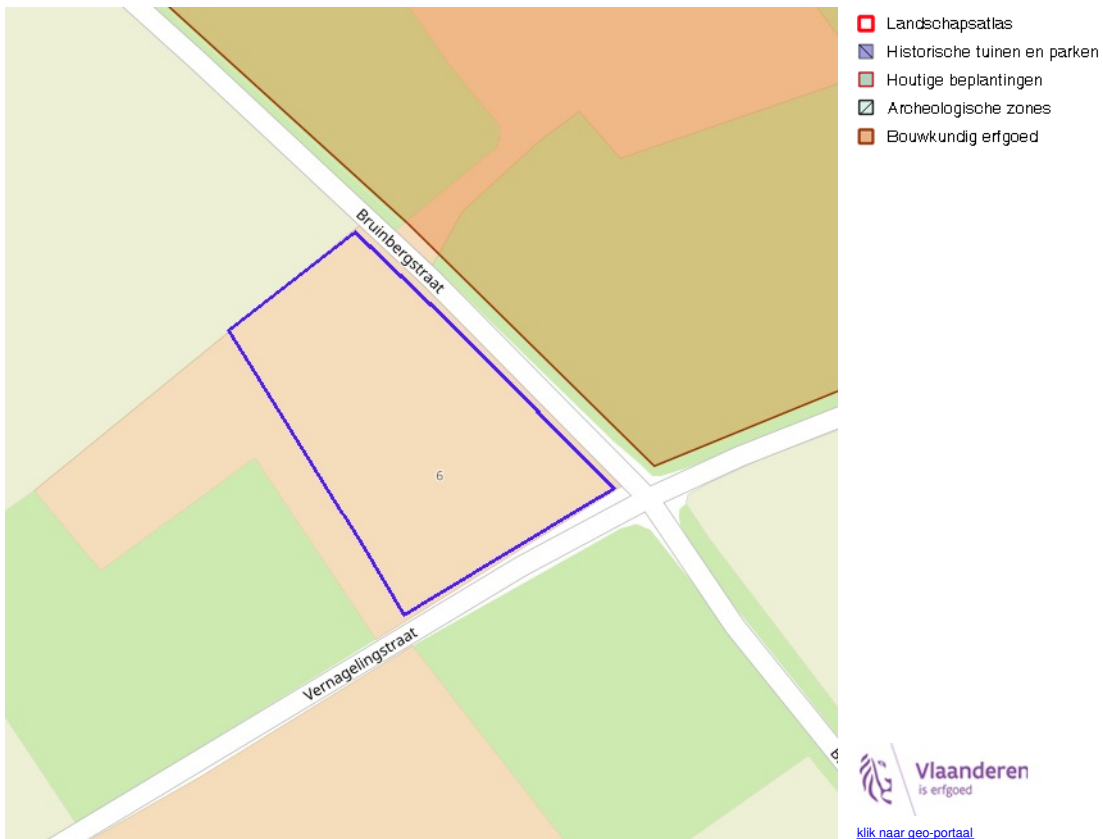 Bruinbergstraat
6
Vernagelingstraat
Landschapsatlas
Historische tuinen en parken
Houtige beplantingen
Archeologische zones
Bouwkundig erfgoed
Vlaanderen
is erfgoed
klik naar geo-portaal